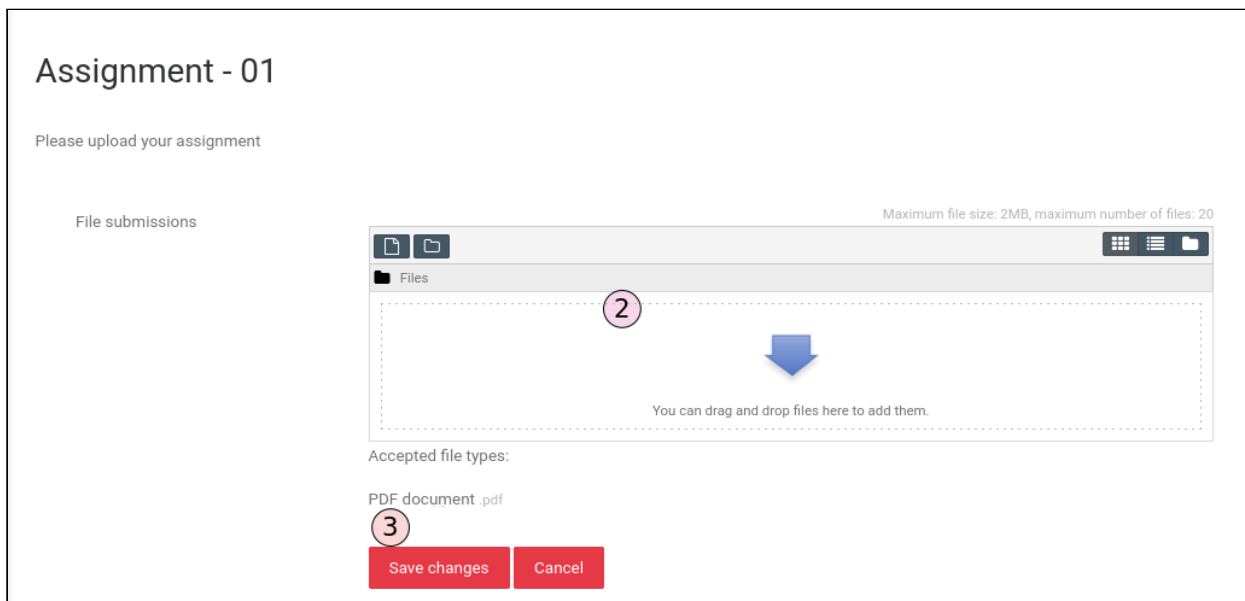 Assignment - 01
Please upload your assignment
File submissions
Maximum file size: 2MB, maximum number of files: 20
Files
2
You can drag and drop files here to add them.
Accepted file types:
PDF document .pdf
3
Save changes Cancel